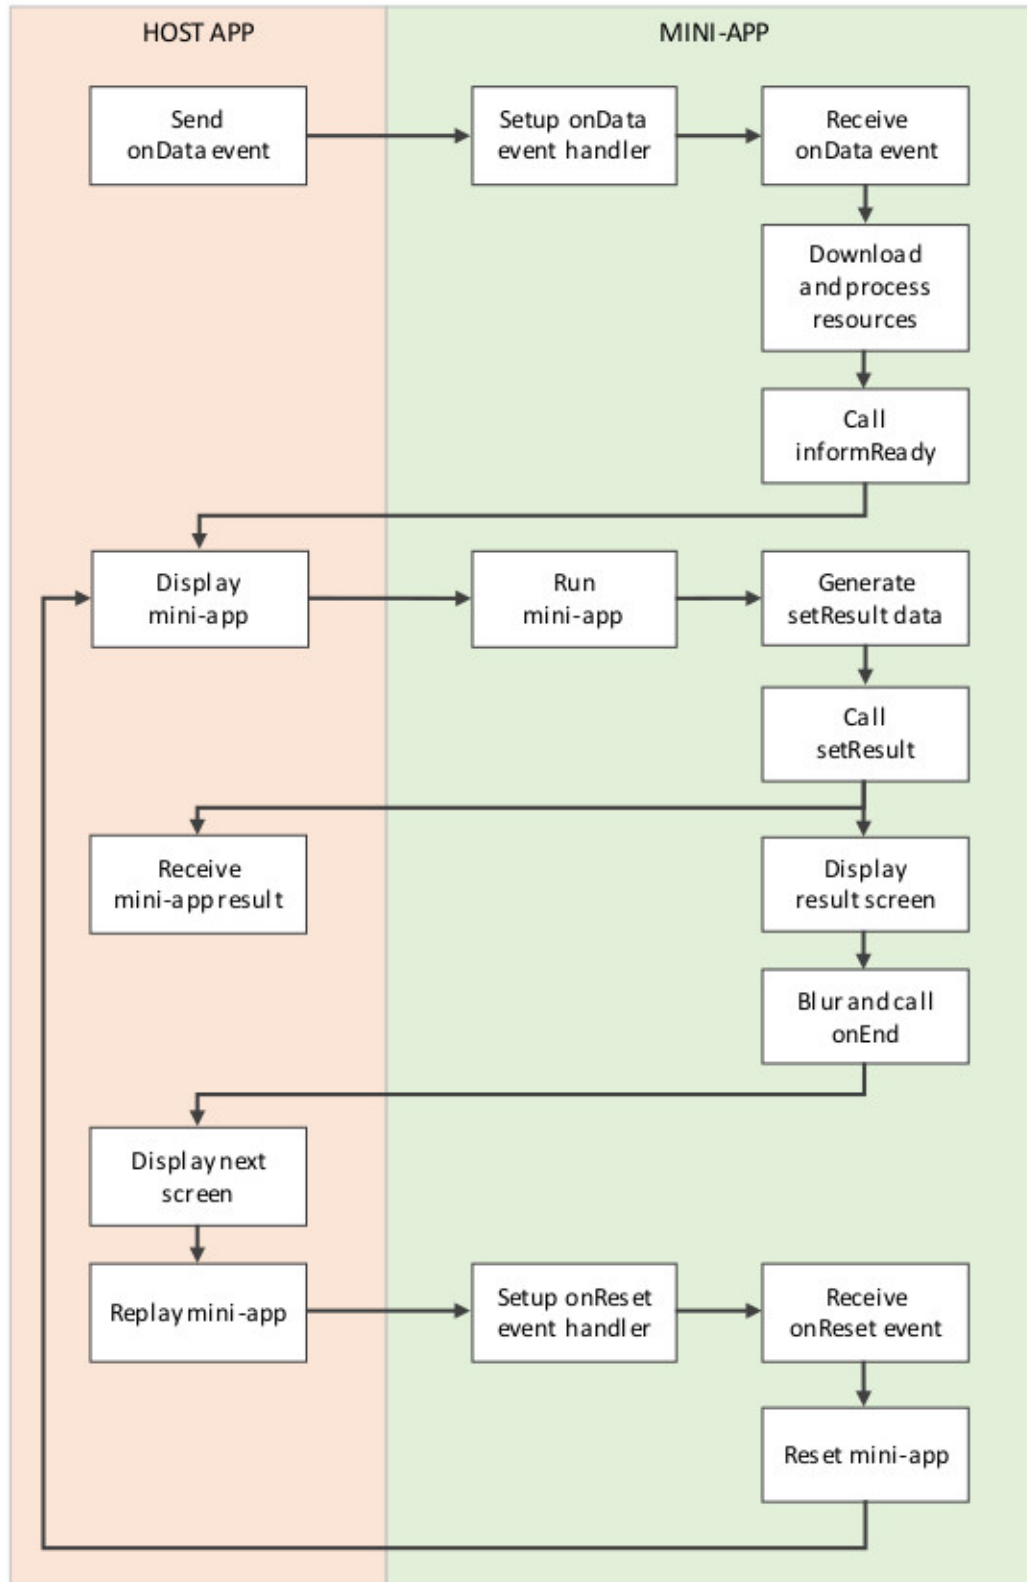 HOST APP
MINI-APP
Send
onData event
Setup onData
event handler
Receive
onData event
Download
and process
resources
Call
informReady
Display
mini-app
Run
mini-app
Generate
setResult data
Call
setResult
Receive
mini-app result
Display
result screen
Blur and call
onEnd
Display next
screen
Replay mini-app
Setup onReset
event handler
Receive
onReset event
Reset mini-app